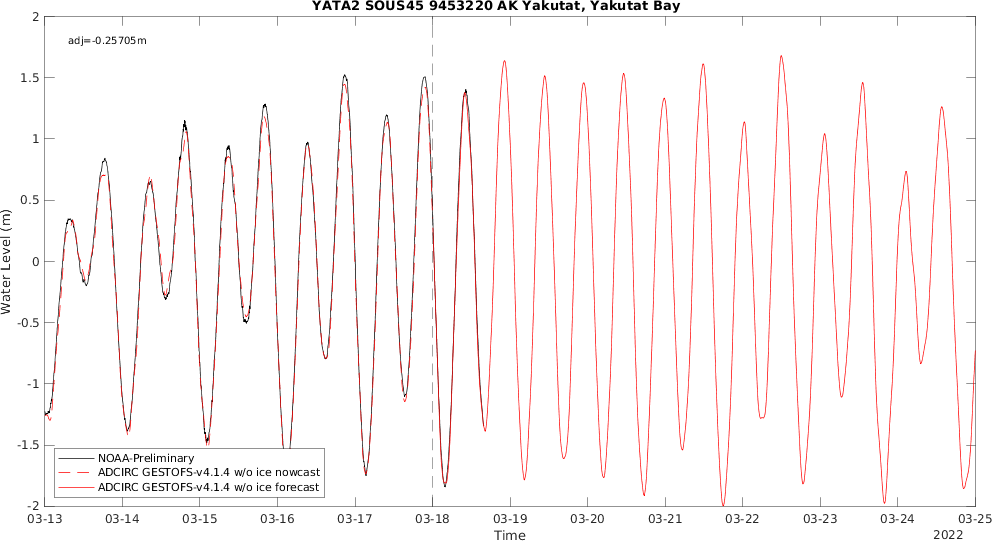 YATA2 SOUS45 9453220 AK Yakutat, Yakutat Bay
adj=-0.25705m
2
1.5
1
0.5
0
-0.5
-1
-1.5
-2
Water Level (m)
NOAA-Preliminary
ADCIRC GESTOFS-v4.1.4 w/o ice nowcast
ADCIRC GESTOFS-v4.1.4 w/o ice forecast
03-13 03-14 03-15 03-16 03-17 03-18 03-19 03-20 03-21 03-22 03-23 03-24 03-25
Time
2022